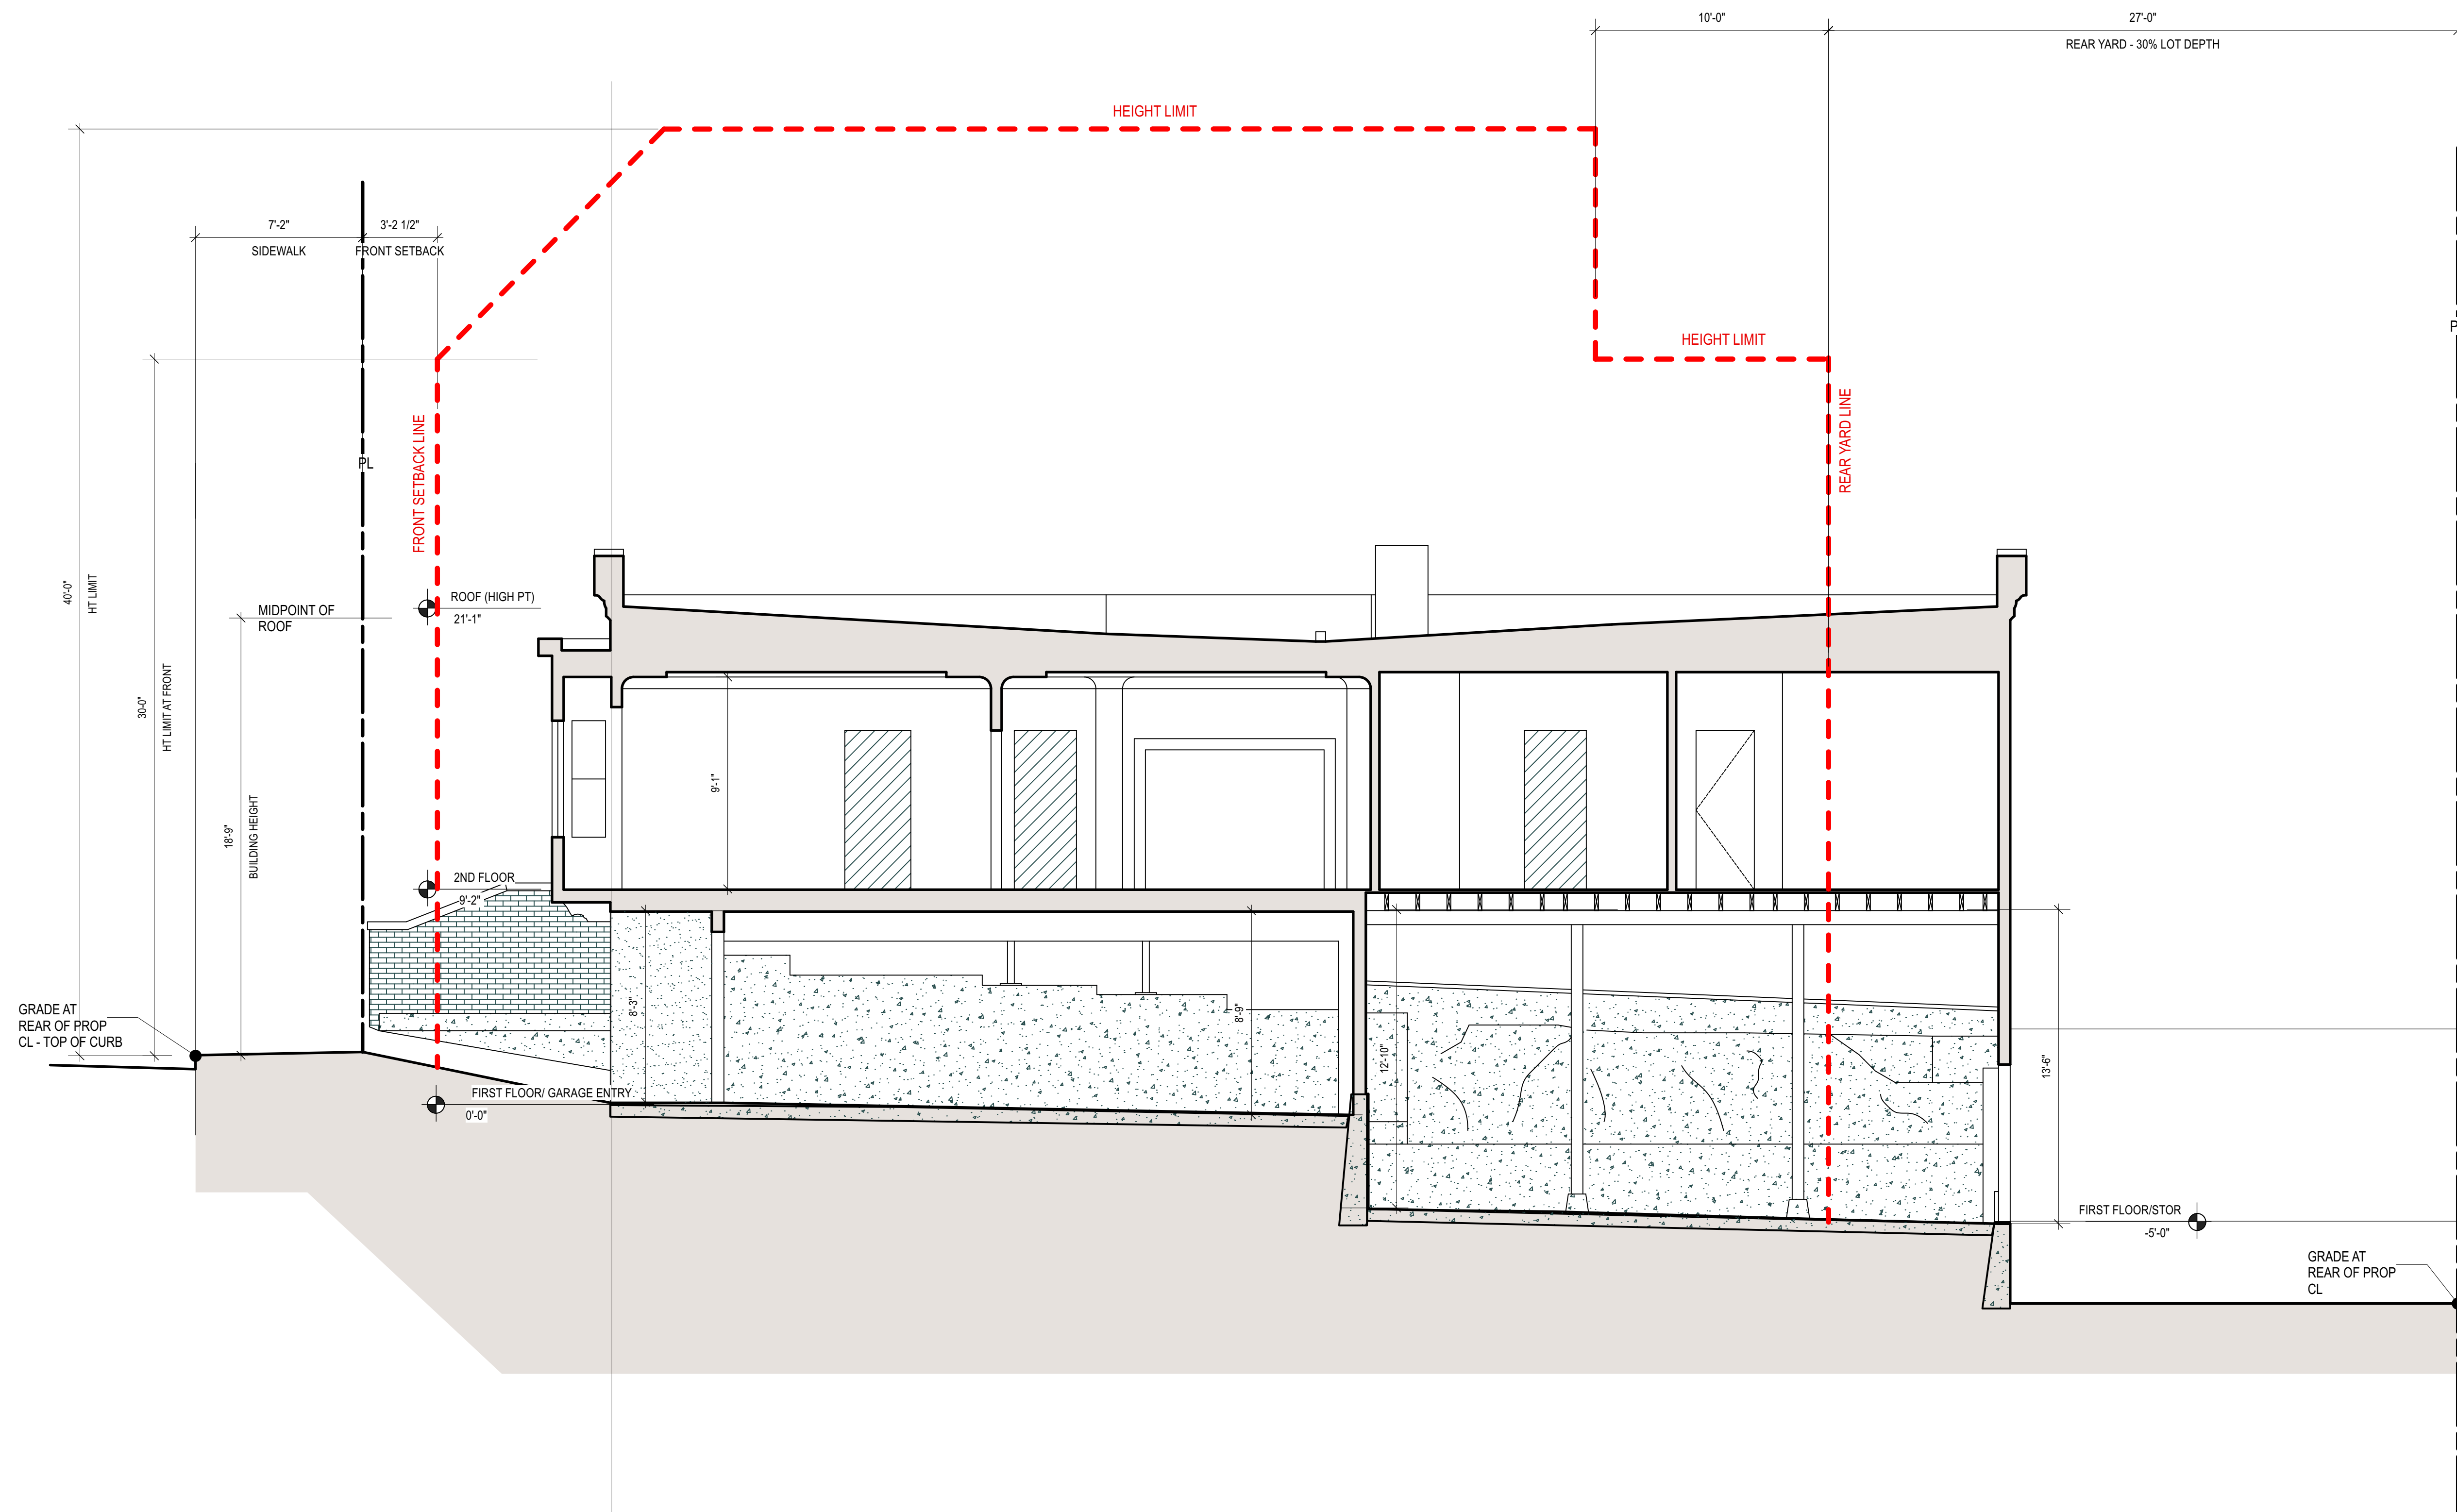 10'-0"
27'-0"
REAR YARD - 30% LOT DEPTH
HEIGHT LIMIT
7'-2"
3'-2 1/2"
SIDEWALK
FRONT SETBACK
HEIGHT LIMIT
P
PL
FRONT SETBACK LINE
REAR YARD LINE
40'-0"
HT LIMIT
ROOF (HIGH PT)
21'-1"
MIDPOINT OF
ROOF
30-0"
HT LIMIT AT FRONT
18'-9"
BUILDING HEIGHT
9'-1"
2ND FLOOR
9'-2"
GRADE AT
REAR OF PROP
CL - TOP OF CURB
8'-3"
8'-9"
12'-10"
13'-6"
FIRST FLOOR/ GARAGE ENTRY
0'-0"
FIRST FLOOR/STOR
-5'-0"
GRADE AT
REAR OF PROP
CL